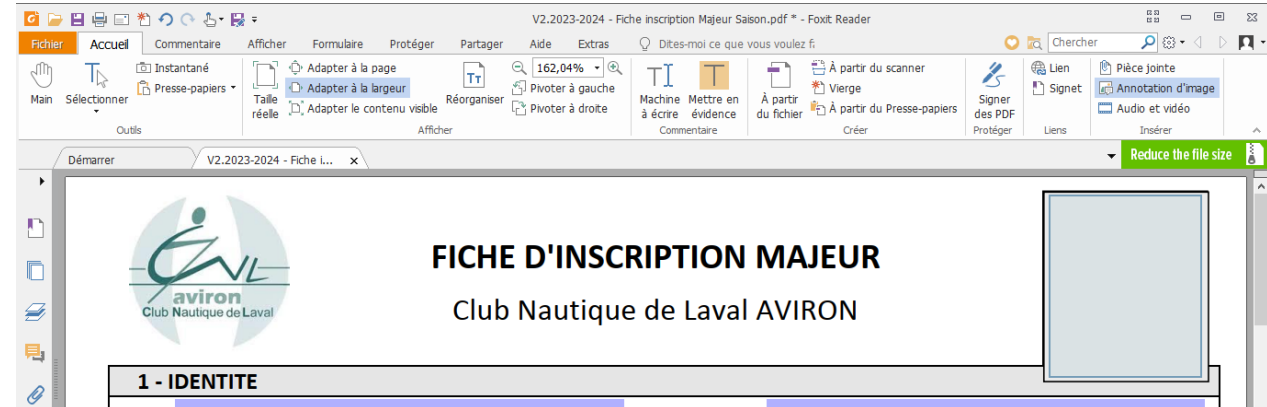 V2.2023-2024 - Fiche inscription Majeur Saison.pdf * - Foxit Reader
Fichier Accueil Commentaire Afficher Formulaire Protéger Partager Aide Extras Dites-moi ce que vous voulez f Chercher
Main
Sélectionner
Instantané
Presse-papiers
Outils
Taille réelle
Adapter à la page
Adapter à la largeur
Adapter le contenu visible
Réorganiser
162,04%
Pivoter à gauche
Pivoter à droite
Afficher
Machine à écrire
Mettre en évidence
Commentaire
À partir du fichier
À partir du scanner
Vierge
À partir du Presse-papiers
Créer
Signer des PDF
Protéger
Lien
Signet
Liens
Pièce jointe
Annotation d'image
Audio et vidéo
Insérer
Démarrer V2.2023-2024 - Fiche i... x Reduce the file size
CNVL
aviron
Club Nautique de Laval
FICHE D'INSCRIPTION MAJEUR
Club Nautique de Laval AVIRON
1 - IDENTITE